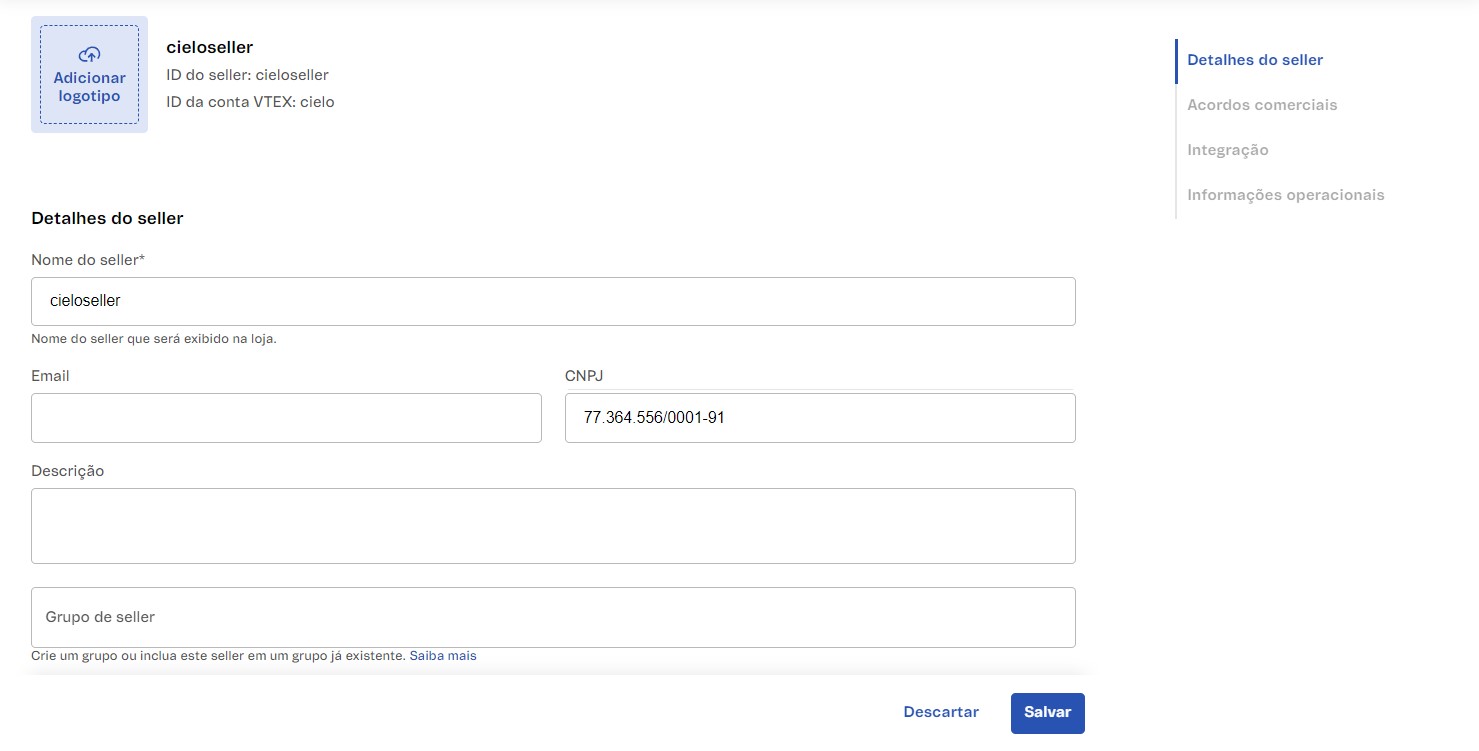 Adicionar
logotipo
cieloseller
ID do seller: cieloseller
ID da conta VTEX: cielo
Detalhes do seller
Acordos comerciais
Integração
Informações operacionais
Detalhes do seller
Nome do seller*
cieloseller
Nome do seller que será exibido na loja.
Email
CNPJ
77.364.556/0001-91
Descrição
Grupo de seller
Crie um grupo ou inclua este seller em um grupo já existente. Saiba mais
Descartar
Salvar